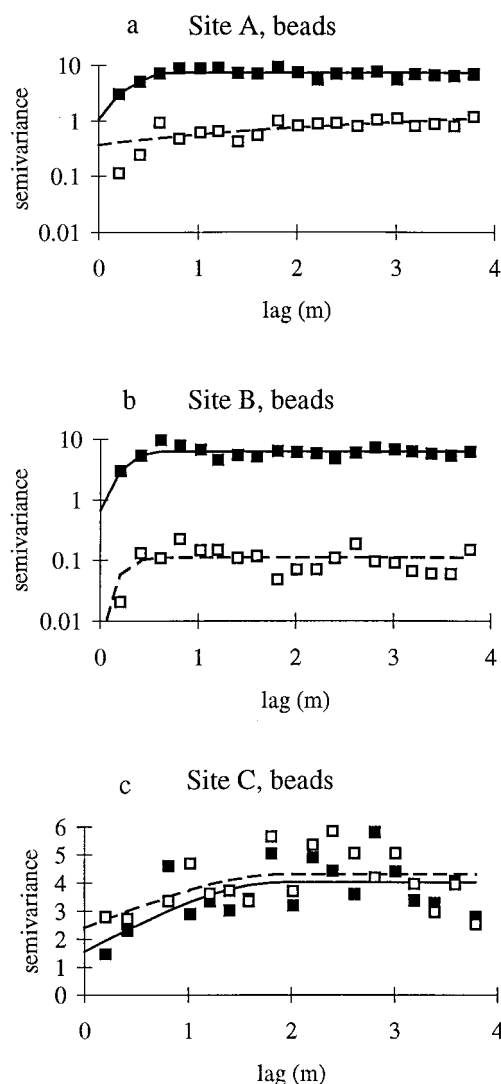 a Site A, beads
10
1
0.1
0.01
semivariance
0 1 2 3 4
lag (m)
b Site B, beads
10
1
0.1
0.01
semivariance
0 1 2 3 4
lag (m)
c Site C, beads
6
5
4
3
2
1
0
semivariance
0 1 2 3 4
lag (m)